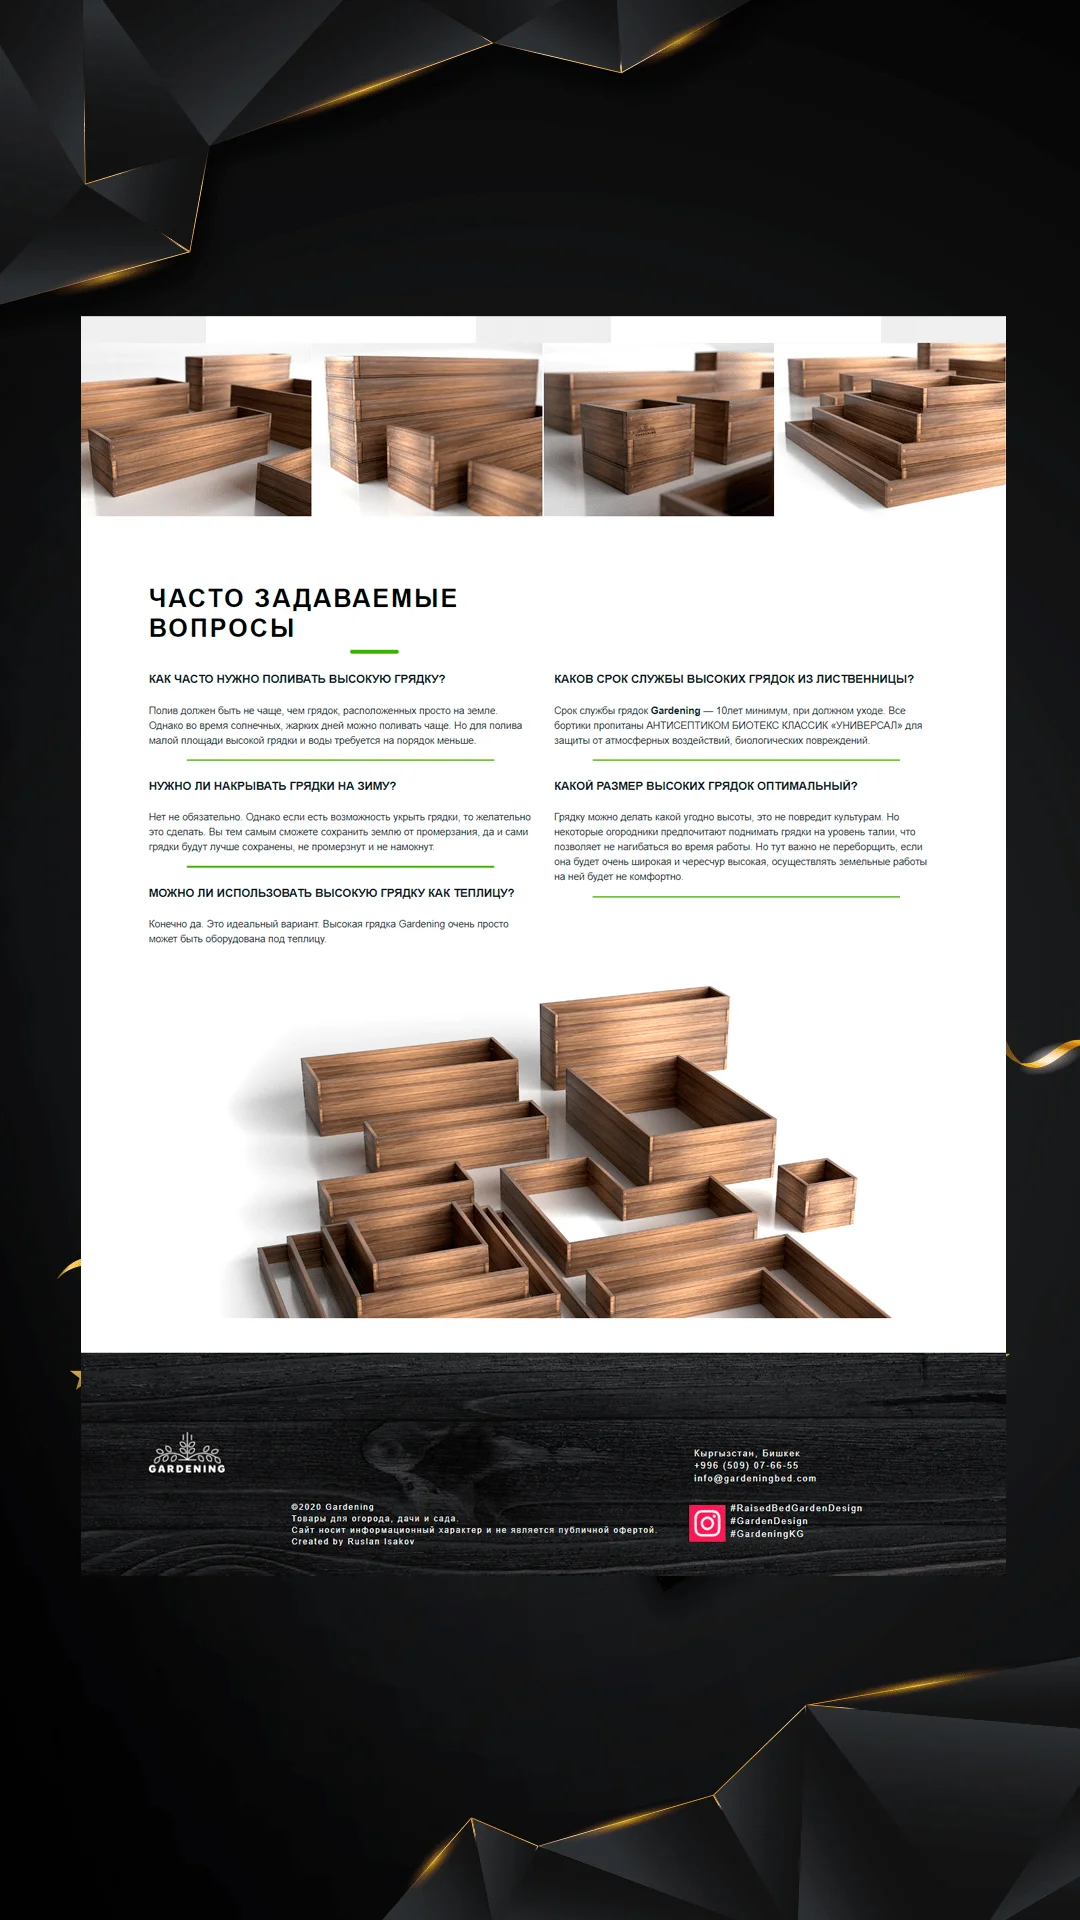 ЧАСТО ЗАДАВАЕМЫЕ
ВОПРОСЫ
КАК ЧАСТО НУЖНО ПОЛИВАТЬ ВЫСОКУЮ ГРЯДКУ?
Полив должен быть не чаще, чем грядок, расположенных просто на земле.
Однако во время солнечных, жарких дней можно поливать чаще. Но для полива
малой площади высокой грядки и воды требуется на порядок меньше.
НУЖНО ЛИ НАКРЫВАТЬ ГРЯДКИ НА ЗИМУ?
Нет не обязательно. Однако если есть возможность укрыть грядки, то желательно
это сделать. Вы тем самым сможете сохранить землю от промерзания, да и сами
грядки будут лучше сохранены, не промерзнут и не намокнут.
МОЖНО ЛИ ИСПОЛЬЗОВАТЬ ВЫСОКУЮ ГРЯДКУ КАК ТЕПЛИЦУ?
Конечно да. Это идеальный вариант. Высокая грядка Gardening очень просто
может быть оборудована под теплицу.
КАКОВ СРОК СЛУЖБЫ ВЫСОКИХ ГРЯДОК ИЗ ЛИСТВЕННИЦЫ?
Срок службы грядок Gardening — 10лет минимум, при должном уходе. Все
бортики пропитаны АНТИСЕПТИКОМ БИОТЕКС КЛАССИК «УНИВЕРСАЛ» для
защиты от атмосферных воздействий, биологических повреждений.
КАКОЙ РАЗМЕР ВЫСОКИХ ГРЯДОК ОПТИМАЛЬНЫЙ?
Грядку можно делать какой угодно высоты, это не повредит культурам. Но
некоторые огородники предпочитают поднимать грядки на уровень талии, что
позволяет не нагибаться во время работы. Но тут важно не переборщить, если
она будет очень широкая и чересчур высокая, осуществлять земельные работы
на ней будет не комфортно.
GARDENING
©2020 Gardening
Товары для огорода, дачи и сада.
Сайт носит информационный характер и не является публичной офертой.
Created by Ruslan Isakov
Кыргызстан, Бишкек
+996 (509) 07-66-55
info@gardeningbed.com
#RaisedBedGardenDesign
#GardenDesign
#GardeningKG